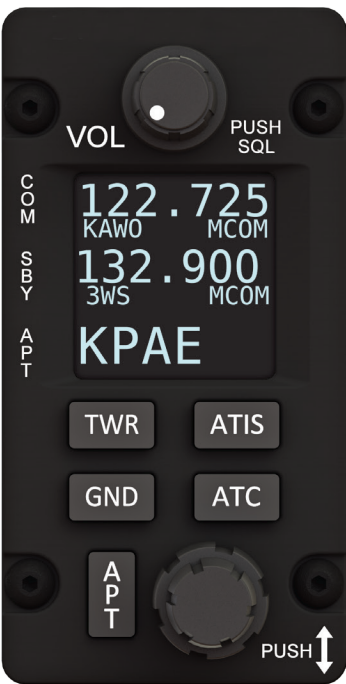 VOL
PUSH
SQL
COM
122.725
KAWO MCOM
SBY
132.900
3WS MCOM
APT
KPAE
TWR ATIS
GND ATC
APT
PUSH